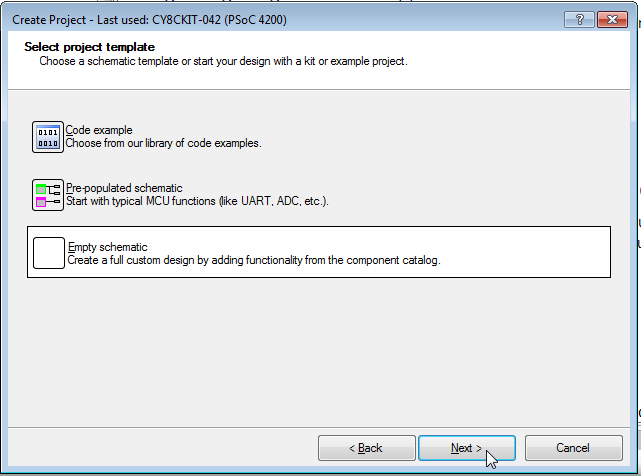 Create Project - Last used: CY8CKIT-042 (PSoC 4200)
?
Select project template
Choose a schematic template or start your design with a kit or example project.
0101
0010
Code example
Choose from our library of code examples.
Pre-populated schematic
Start with typical MCU functions (like UART, ADC, etc.).
Empty schematic
Create a full custom design by adding functionality from the component catalog.
< Back
Next >
Cancel